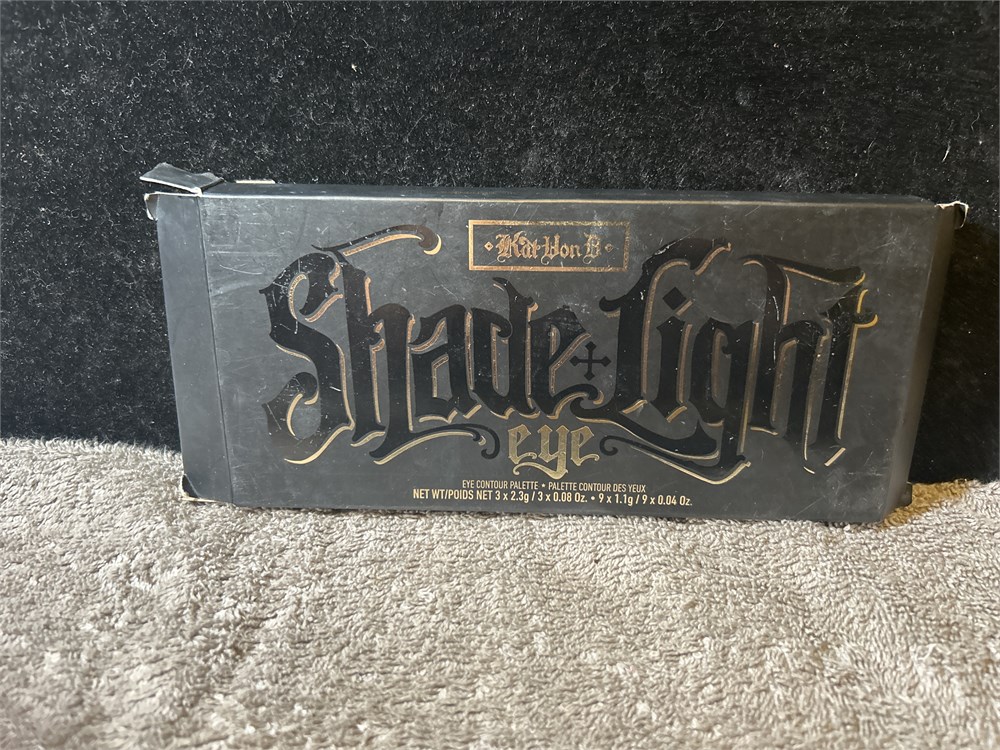 Kat Von D
Shade + Light
eye
EYE CONTOUR PALETTE • PALETTE CONTOUR DES YEUX
NET WT/POIDS NET 3 x 2.3g / 3 x 0.08 Oz. • 9 x 1.1g / 9 x 0.04 Oz.